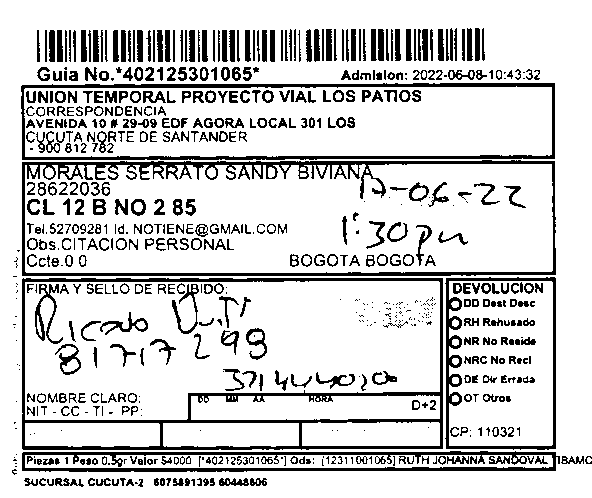 Guia No.*402125301065*
Admision: 2022-06-08-10:43:32
UNION TEMPORAL PROYECTO VIAL LOS PATIOS
CORRESPONDENCIA
AVENIDA 10 # 29-09 EDF AGORA LOCAL 301 LOS
CUCUTA NORTE DE SANTANDER
- 900 812 782
MORALES SERRATO SANDY BIVIANA
28622036
CL 12 B NO 2 85
Tel.52709281 Id. NOTIENE@GMAIL.COM
Obs.CITACION PERSONAL
Ccte.0 0
BOGOTA BOGOTA
17-06-22
1:30 pm
FIRMA Y SELLO DE RECIBIDO:
Ricardo
81717298
NOMBRE CLARO:
NIT - CC - TI - PP:
DD MM AA HORA
D+2
DEVOLUCION
DD Dest Desc
RH Rehusado
NR No Reside
NRC No Recl
DE Dir Errada
OT Otros
CP: 110321
Piezas 1 Peso 0.5gr Valor $4000 [*402125301065*] Ods: [12311001065] RUTH JOHANNA SANDOVAL TIBAMC
SUCURSAL CUCUTA-2 6075891395 60448606